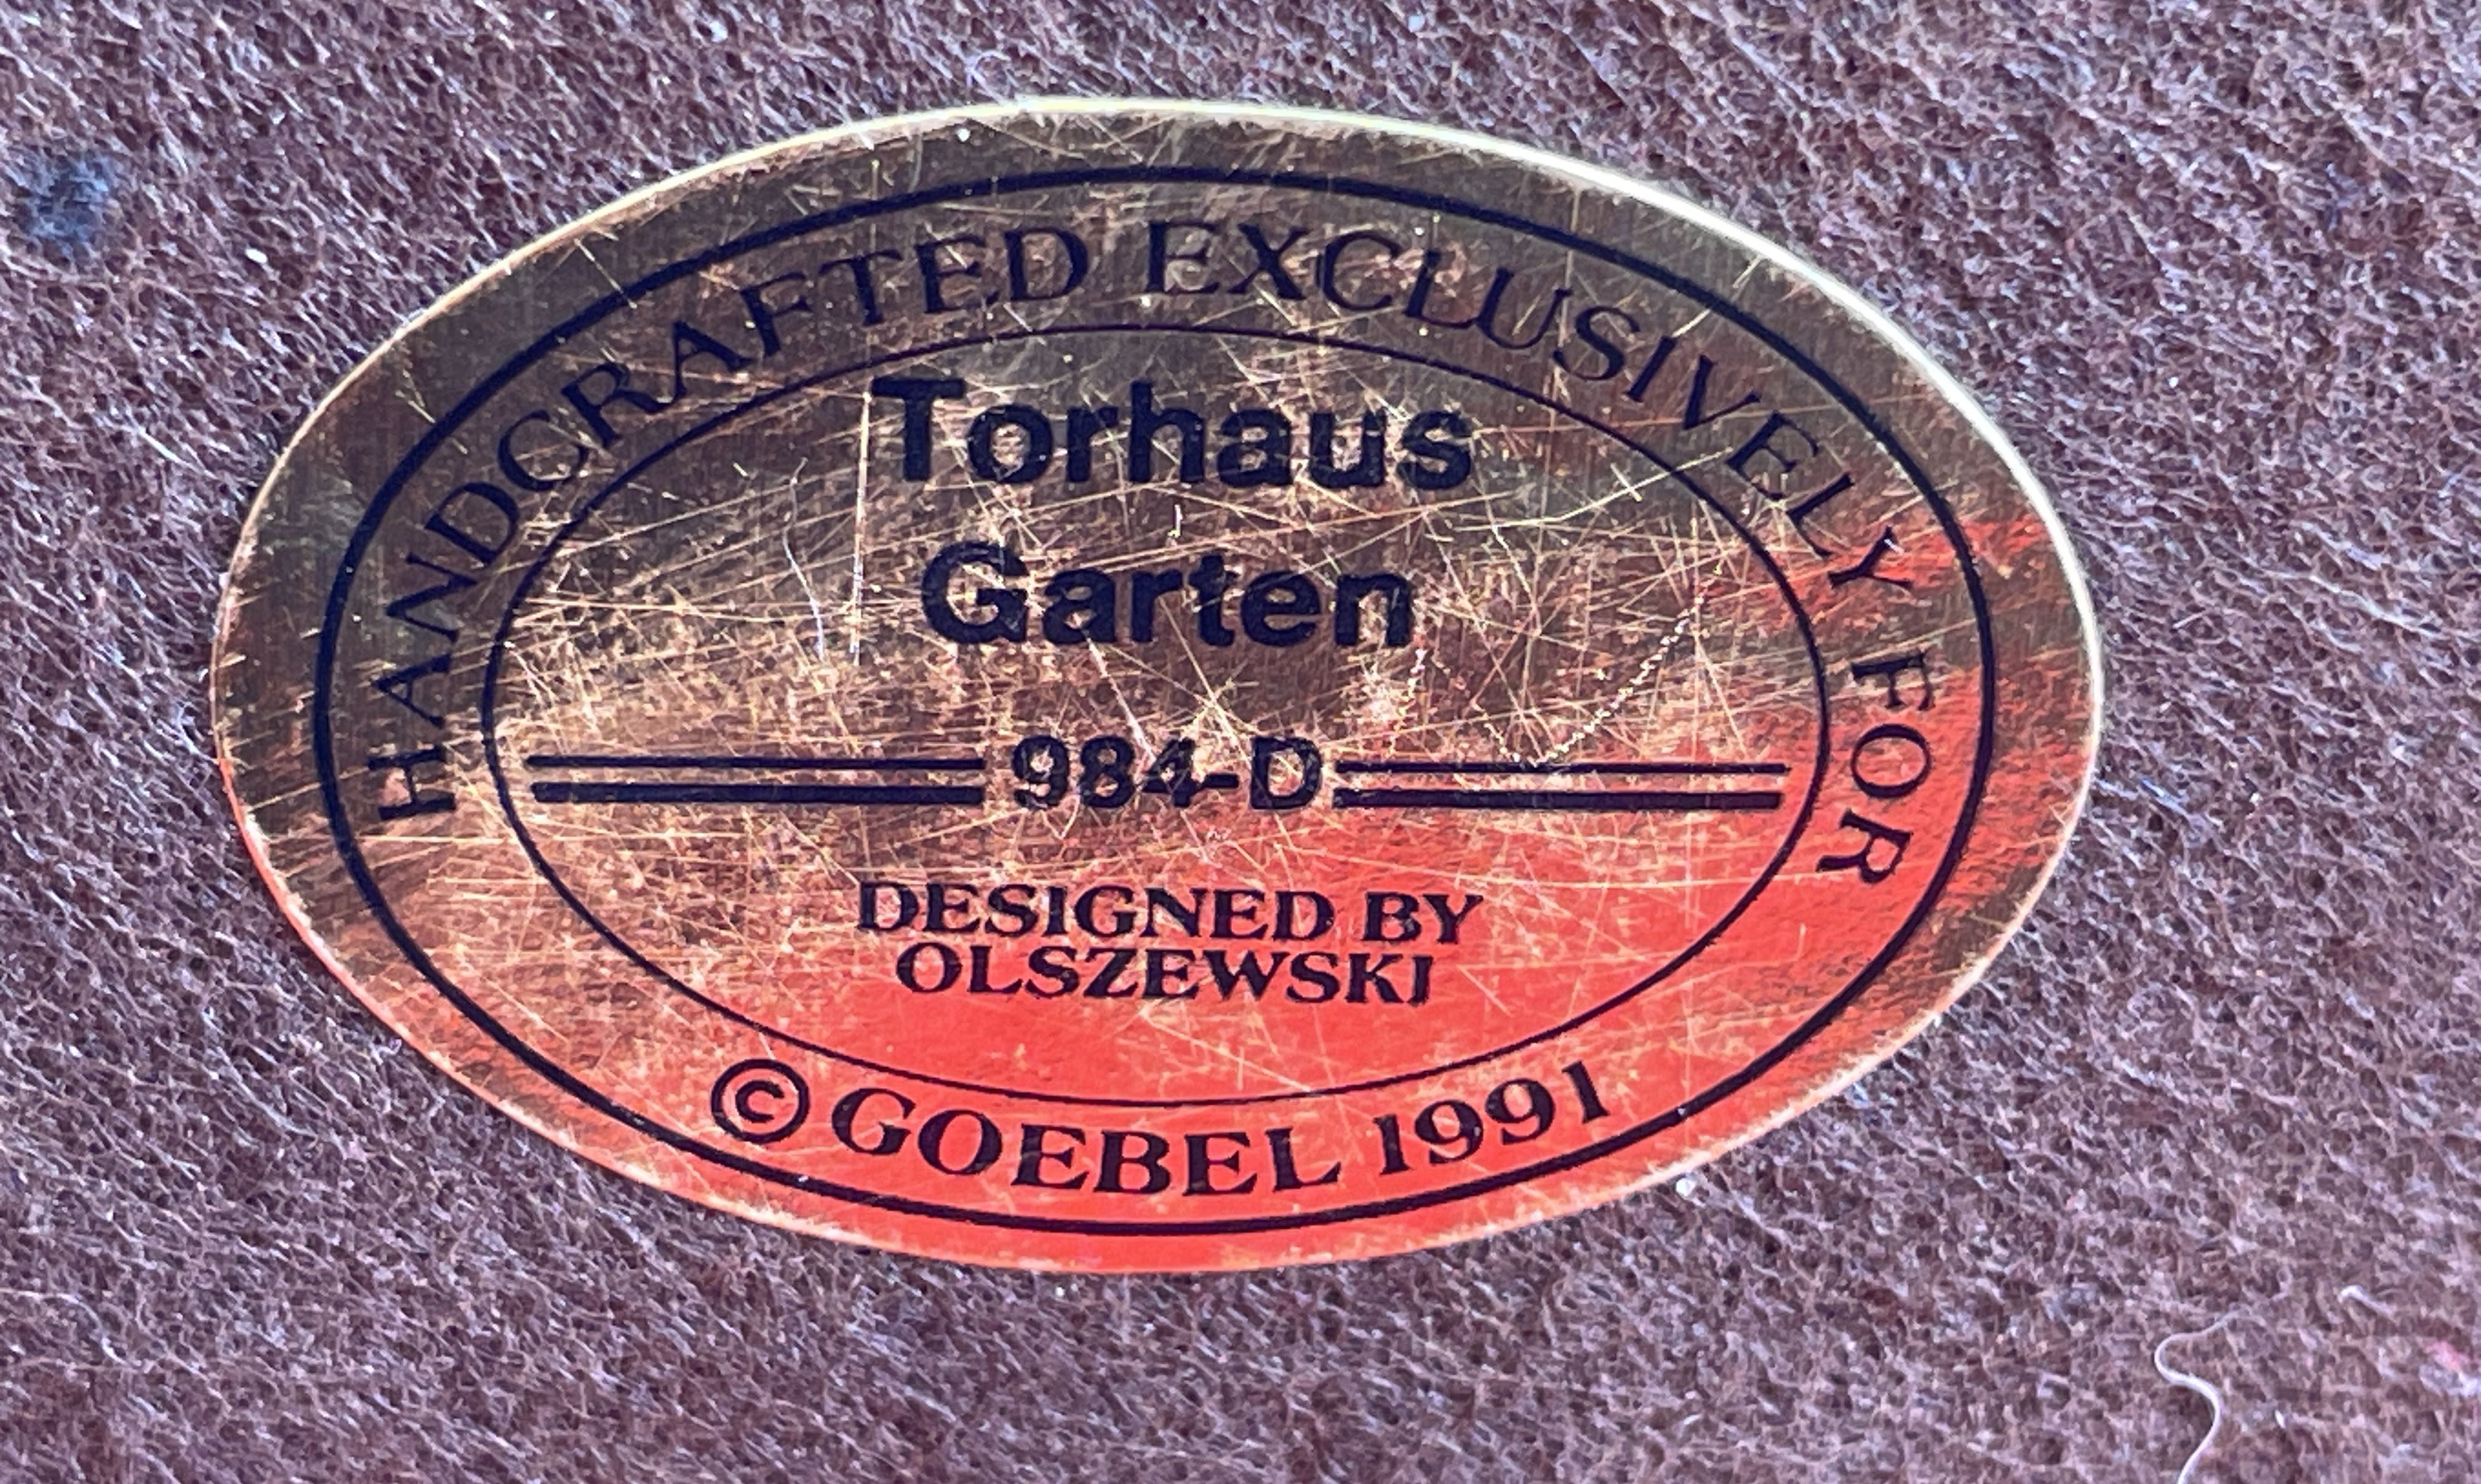 HANDCRAFTED EXCLUSIVELY FOR
Torhaus
Garten
984-D
DESIGNED BY
OLSZEWSKI
© GOEBEL 1991